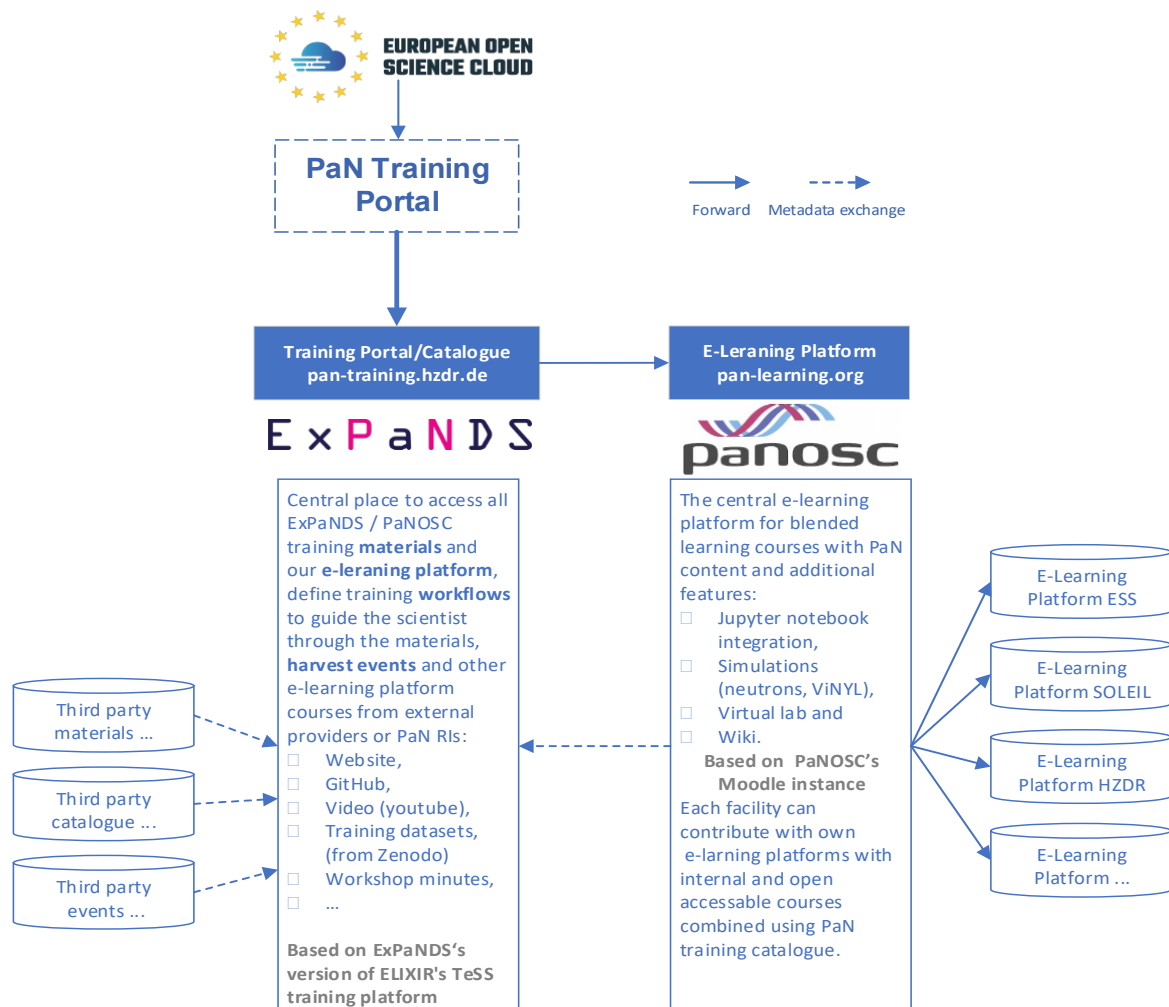 EUROPEAN OPEN
SCIENCE CLOUD
PaN Training
Portal
Forward
Metadata exchange
Training Portal/Catalogue
pan-training.hzdr.de
E-Leraning Platform
pan-learning.org
ExPaNDS
panosc
Central place to access all
ExPaNDS / PaNOSC
training materials and
our e-leraning platform,
define training workflows
to guide the scientist
through the materials,
harvest events and other
e-learning platform
courses from external
providers or PaN RIs:
Website,
GitHub,
Video (youtube),
Training datasets,
(from Zenodo)
Workshop minutes,
...
Based on ExPaNDS‘s
version of ELIXIR's TeSS
training platform
The central e-learning
platform for blended
learning courses with PaN
content and additional
features:
Jupyter notebook
integration,
Simulations
(neutrons, ViNYL),
Virtual lab and
Wiki.
Based on PaNOSC’s
Moodle instance
Each facility can
contribute with own
e-larning platforms with
internal and open
accessable courses
combined using PaN
training catalogue.
Third party
materials ...
Third party
catalogue ...
Third party
events ...
E-Learning
Platform ESS
E-Learning
Platform SOLEIL
E-Learning
Platform HZDR
E-Learning
Platform ...